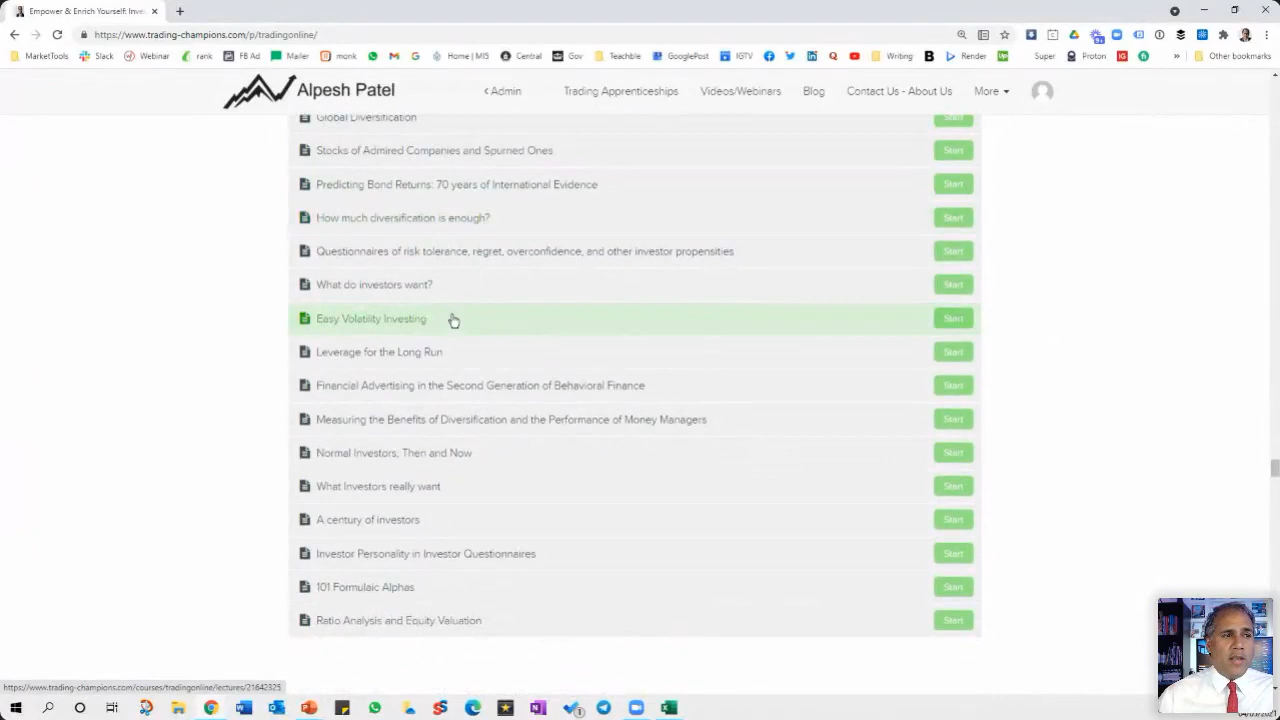 Empower & Enrich Yourself: Inve
https://www.trading-champions.com/p/tradingonline/
MarketTools
Slack
Webinar
rank
FB Ad
Mailer
monk
Home | MIS
Central
Gov
Teachble
GooglePost
IGTV
Writing
Render
Super
Proton
Other bookmarks
Alpesh Patel
Admin
Trading Apprenticeships
Videos/Webinars
Blog
Contact Us - About Us
More
Global Diversification Start
Stocks of Admired Companies and Spurned Ones Start
Predicting Bond Returns: 70 years of International Evidence Start
How much diversification is enough? Start
Questionnaires of risk tolerance, regret, overconfidence, and other investor propensities Start
What do investors want? Start
Easy Volatility Investing Start
Leverage for the Long Run Start
Financial Advertising in the Second Generation of Behavioral Finance Start
Measuring the Benefits of Diversification and the Performance of Money Managers Start
Normal Investors, Then and Now Start
What Investors really want Start
A century of investors Start
Investor Personality in Investor Questionnaires Start
101 Formulaic Alphas Start
Ratio Analysis and Equity Valuation Start
https://www.trading-champions.com/courses/tradingonline/lectures/21642325